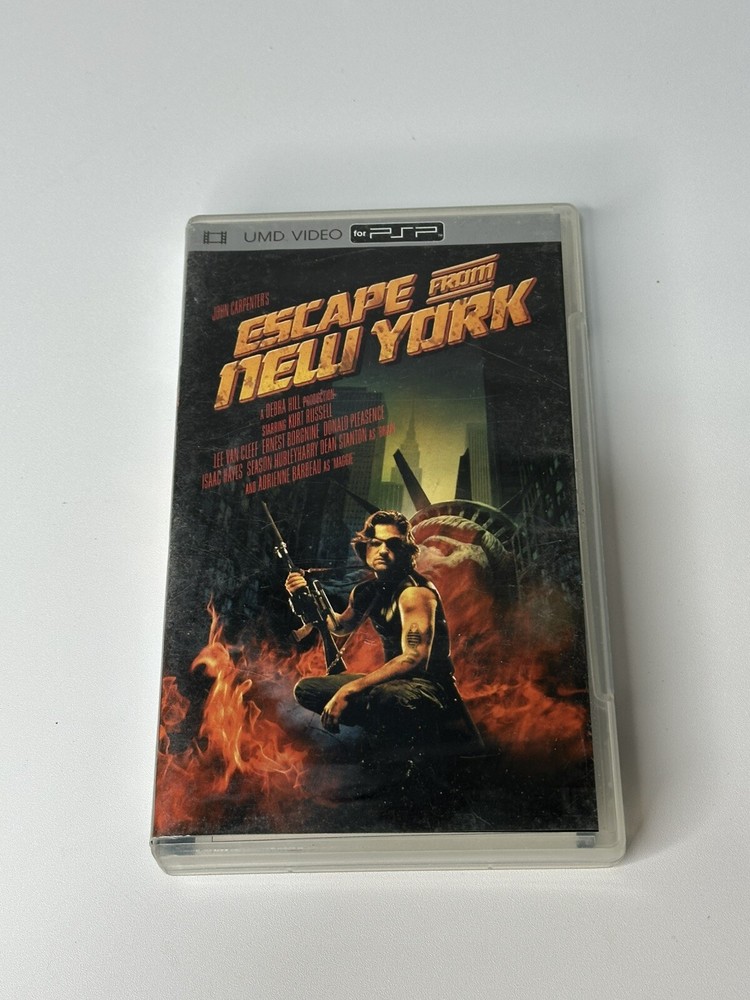 UMD VIDEO for PSP™
JOHN CARPENTER'S
ESCAPE FROM
NEW YORK
A DEBRA HILL PRODUCTION
STARRING KURT RUSSELL
LEE VAN CLEEF ERNEST BORGNINE DONALD PLEASENCE
ISAAC HAYES SEASON HUBLEY HARRY DEAN STANTON AS "BRAIN"
AND ADRIENNE BARBEAU AS "MAGGIE"